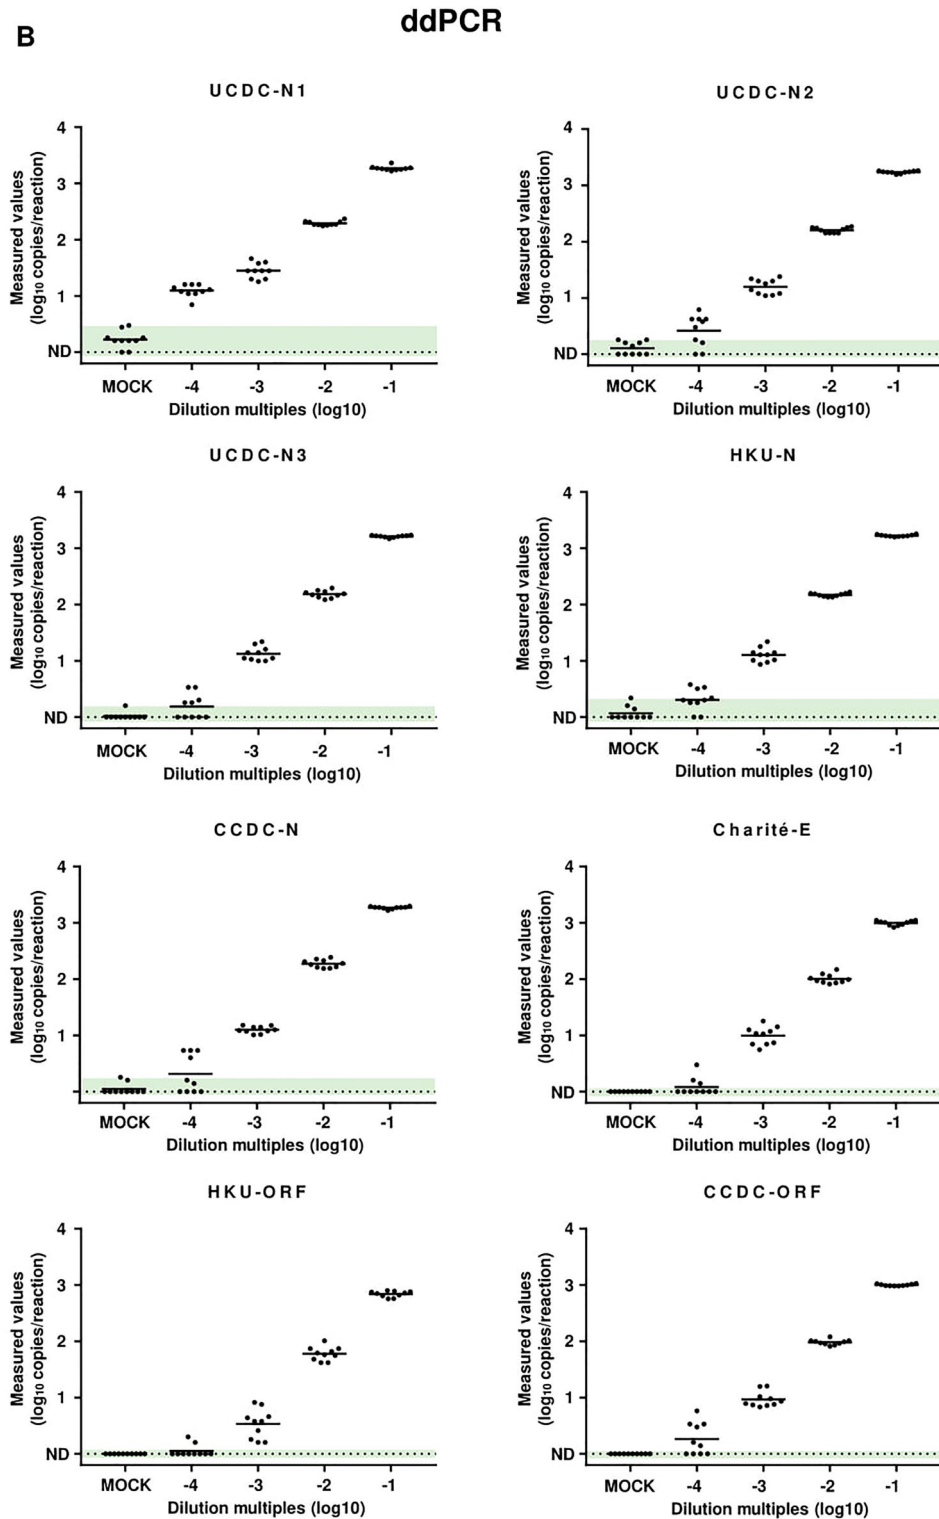 B
ddPCR
UCDC-N1
Measured values
(log₁₀ copies/reaction)
4
3
2
1
ND
MOCK -4 -3 -2 -1
Dilution multiples (log10)
UCDC-N2
Measured values
(log₁₀ copies/reaction)
4
3
2
1
ND
MOCK -4 -3 -2 -1
Dilution multiples (log10)
UCDC-N3
Measured values
(log₁₀ copies/reaction)
4
3
2
1
ND
MOCK -4 -3 -2 -1
Dilution multiples (log10)
HKU-N
Measured values
(log₁₀ copies/reaction)
4
3
2
1
ND
MOCK -4 -3 -2 -1
Dilution multiples (log10)
CCDC-N
Measured values
(log₁₀ copies/reaction)
4
3
2
1
MOCK -4 -3 -2 -1
Dilution multiples (log10)
Charité-E
Measured values
(log₁₀ copies/reaction)
4
3
2
1
ND
MOCK -4 -3 -2 -1
Dilution multiples (log10)
HKU-ORF
Measured values
(log₁₀ copies/reaction)
4
3
2
1
ND
MOCK -4 -3 -2 -1
Dilution multiples (log10)
CCDC-ORF
Measured values
(log₁₀ copies/reaction)
4
3
2
1
ND
MOCK -4 -3 -2 -1
Dilution multiples (log10)